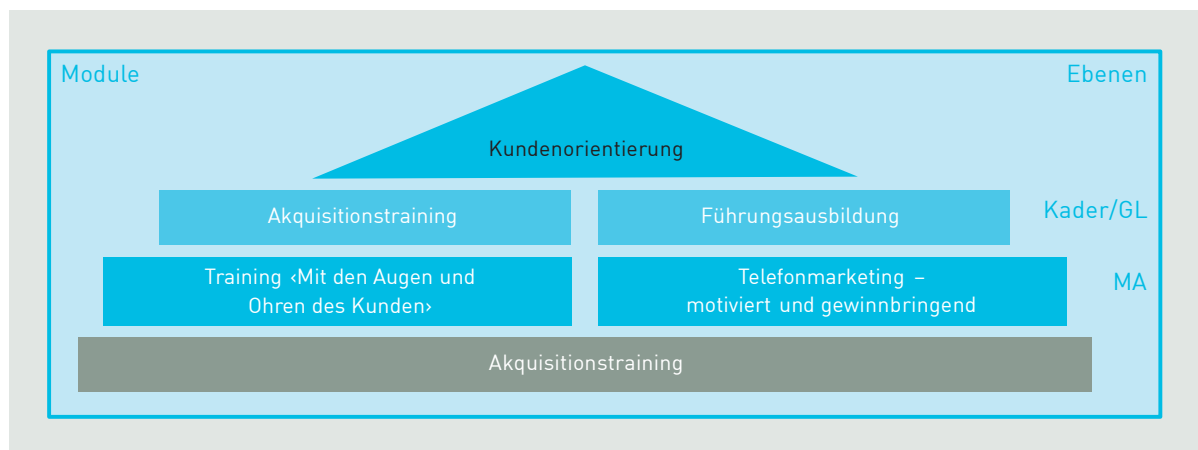 Module
Ebenen
Kundenorientierung
Akquisitionstraining
Führungsausbildung
Kader/GL
Training ‹Mit den Augen und
Ohren des Kunden›
Telefonmarketing –
motiviert und gewinnbringend
MA
Akquisitionstraining